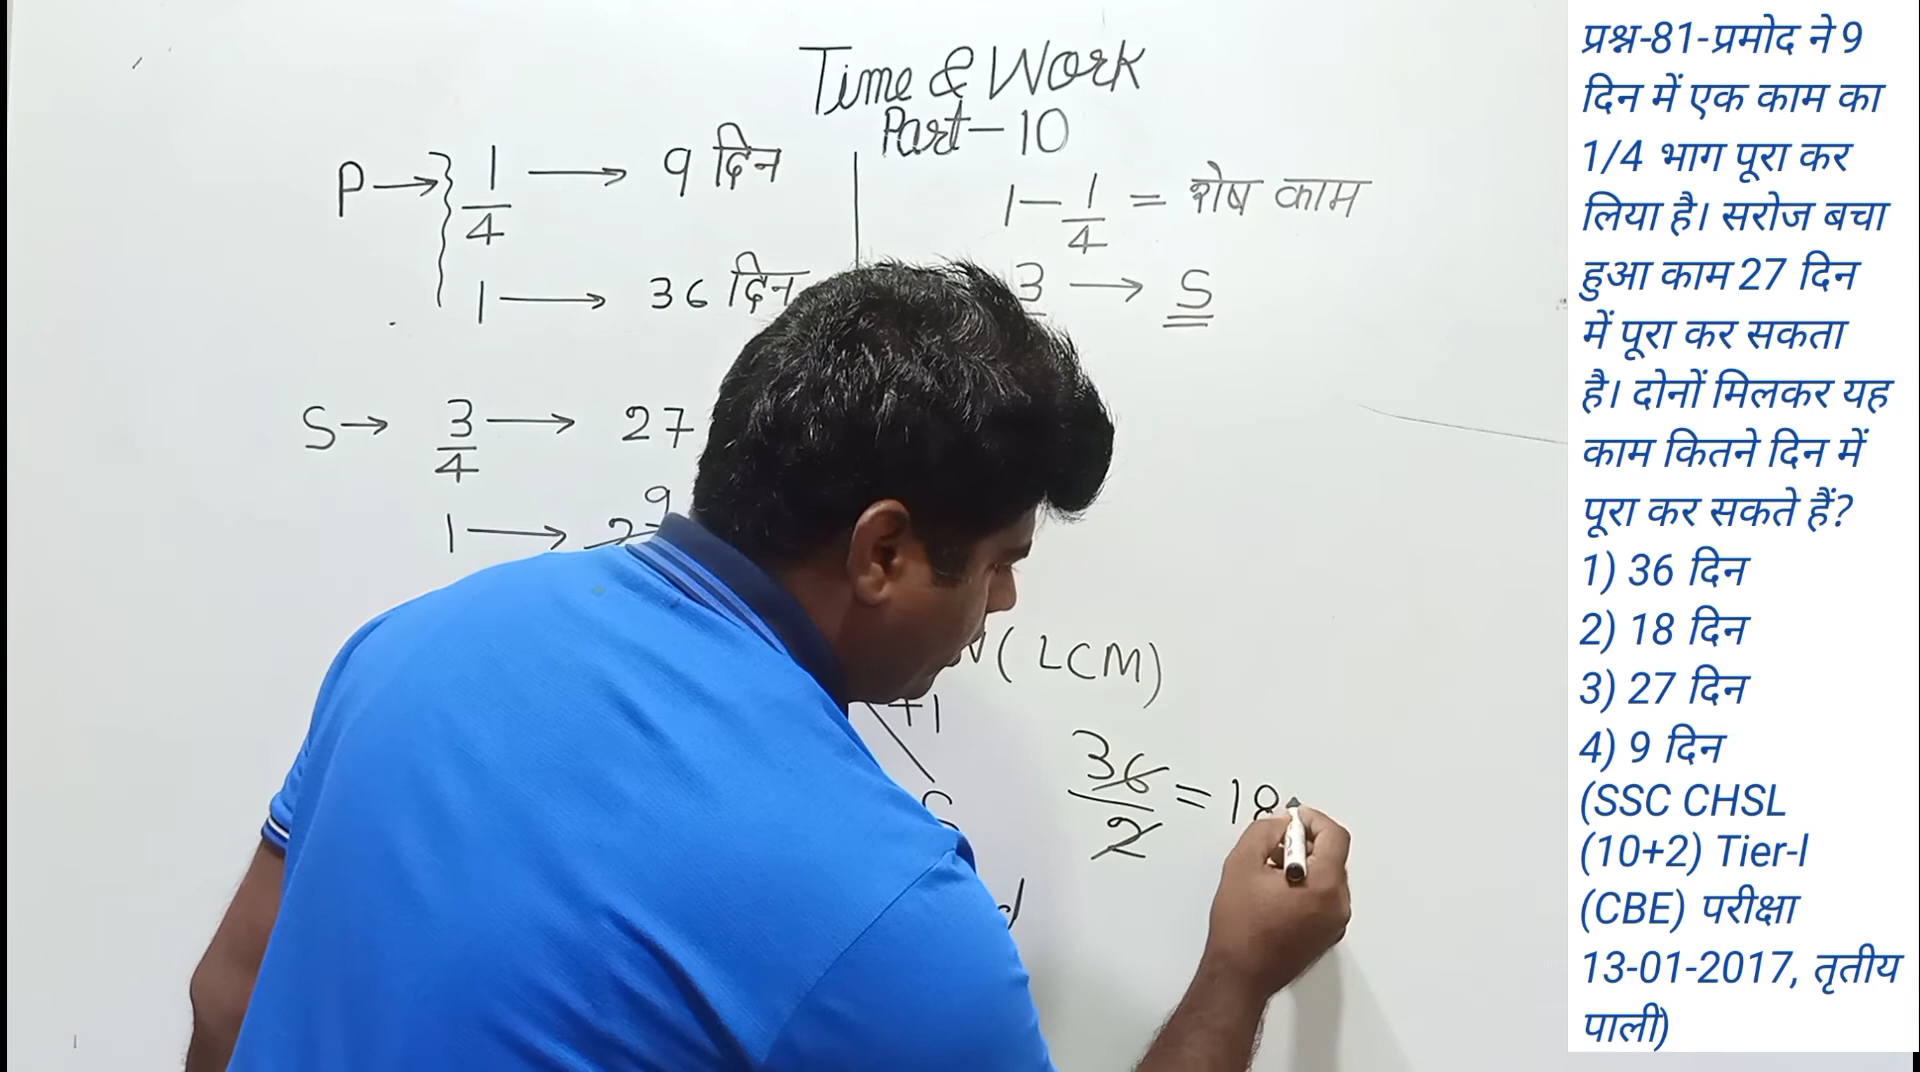 Time & Work
Part-10
P→ 1/4 → 9 दिन
1 → 36 दिन
S→ 3/4 → 27
1 →
1-1/4 = शेष काम
3 → S
(LCM)
+1
36/2 = 18
प्रश्न-81-प्रमोद ने 9
दिन में एक काम का
1/4 भाग पूरा कर
लिया है। सरोज बचा
हुआ काम 27 दिन
में पूरा कर सकता
है। दोनों मिलकर यह
काम कितने दिन में
पूरा कर सकते हैं?
1) 36 दिन
2) 18 दिन
3) 27 दिन
4) 9 दिन
(SSC CHSL
(10+2) Tier-I
(CBE) परीक्षा
13-01-2017, तृतीय
पाली)